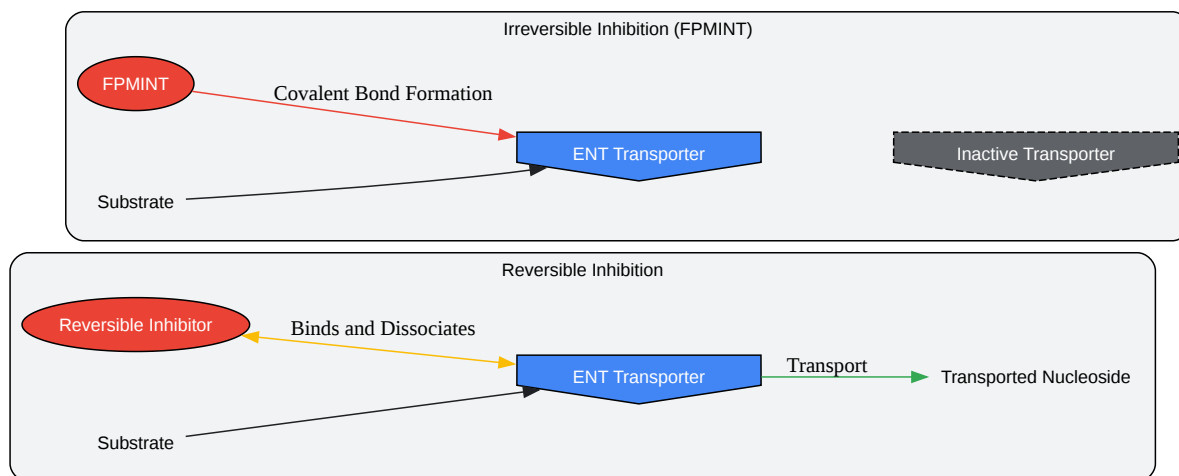 Irreversible Inhibition (FPMINT)
FPMINT
Covalent Bond Formation
ENT Transporter
Inactive Transporter
Substrate
Reversible Inhibition
Reversible Inhibitor
Binds and Dissociates
ENT Transporter
Transport
Transported Nucleoside
Substrate